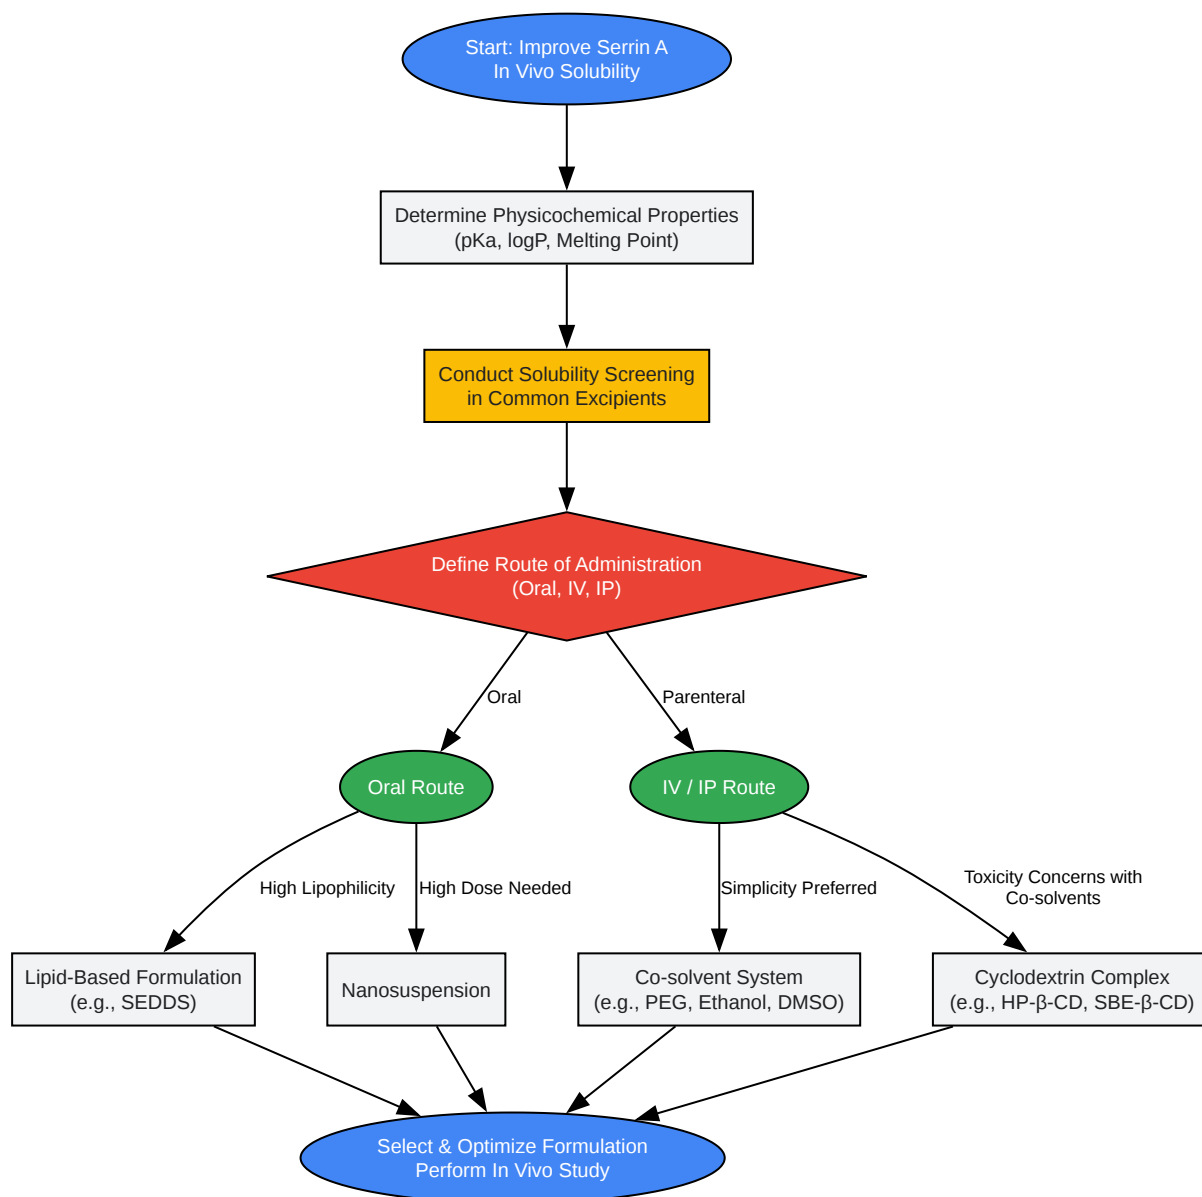 Start: Improve Serrin A
In Vivo Solubility
Determine Physicochemical Properties
(pKa, logP, Melting Point)
Conduct Solubility Screening
in Common Excipients
Define Route of Administration
(Oral, IV, IP)
Oral
Parenteral
Oral Route
IV / IP Route
High Lipophilicity
High Dose Needed
Simplicity Preferred
Toxicity Concerns with
Co-solvents
Lipid-Based Formulation
(e.g., SEDDS)
Nanosuspension
Co-solvent System
(e.g., PEG, Ethanol, DMSO)
Cyclodextrin Complex
(e.g., HP-β-CD, SBE-β-CD)
Select & Optimize Formulation
Perform In Vivo Study